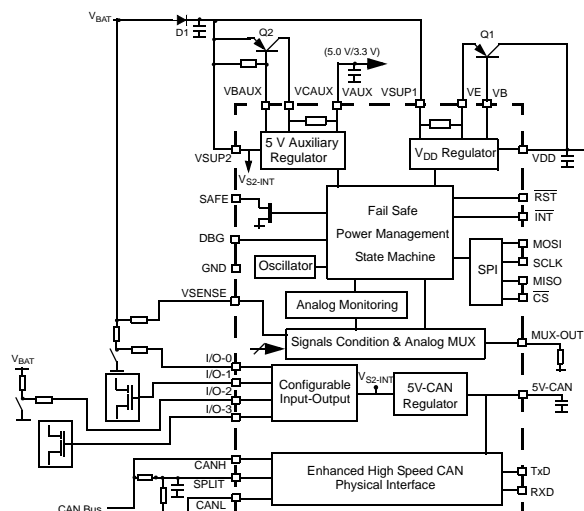 VBAT
D1
Q2
(5.0 V/3.3 V)
Q1
VBAUX
VCAUX
VAUX
VSUP1
VE
VB
VSUP2
5 V Auxiliary
Regulator
VDD Regulator
VDD
VS2-INT
SAFE
Fail Safe
Power Management
State Machine
RST
INT
DBG
GND
Oscillator
SPI
MOSI
SCLK
MISO
CS
VSENSE
Analog Monitoring
Signals Condition & Analog MUX
MUX-OUT
VBAT
I/O-0
I/O-1
I/O-2
I/O-3
Configurable
Input-Output
VS2-INT
5V-CAN
Regulator
5V-CAN
CANH
SPLIT
CANL
CAN Bus
Enhanced High Speed CAN
Physical Interface
TxD
RXD